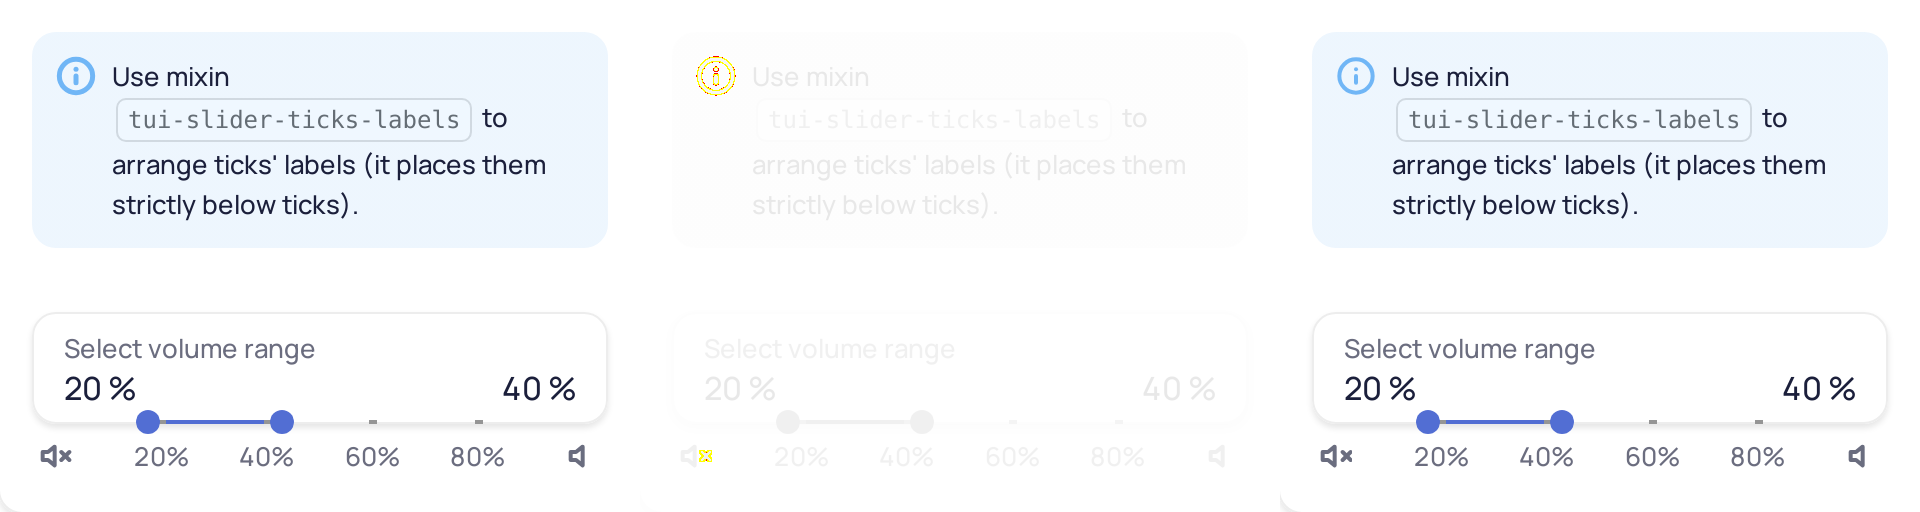 Use mixin
tui-slider-ticks-labels to
arrange ticks' labels (it places them
strictly below ticks).
Select volume range
20 % 40 %
20% 40% 60% 80%
Use mixin
tui-slider-ticks-labels to
arrange ticks' labels (it places them
strictly below ticks).
Select volume range
20 % 40 %
20% 40% 60% 80%
Use mixin
tui-slider-ticks-labels to
arrange ticks' labels (it places them
strictly below ticks).
Select volume range
20 % 40 %
20% 40% 60% 80%